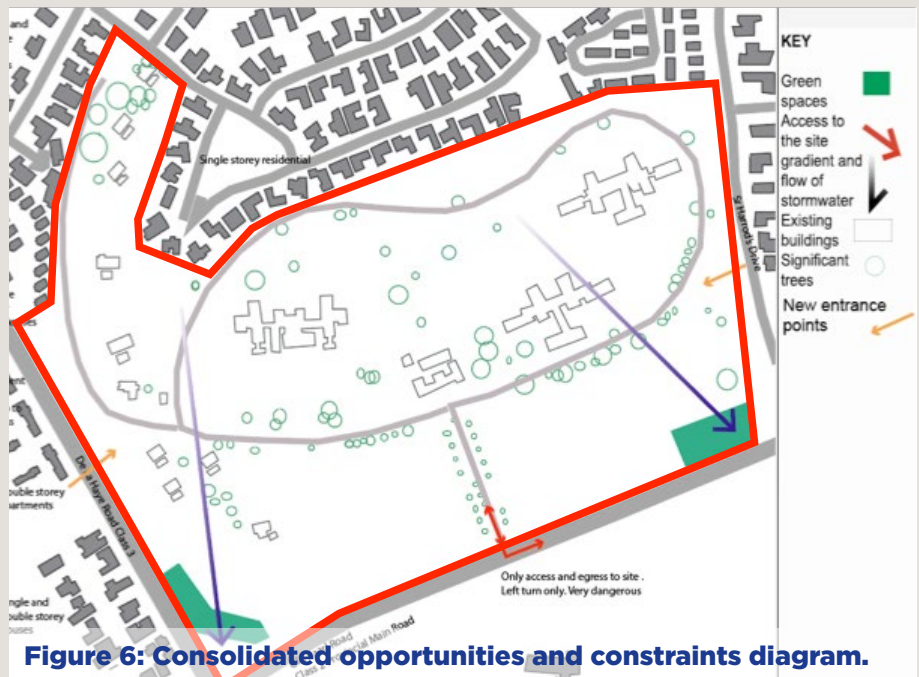 and
Single storey residential
St Harrod's Drive
De La Haye Road Class 3
ouble storey
artments
ngle and
ouble storey
ouses
Only access and egress to site .
Left turn only. Very dangerous
Road
Main Road
KEY
Green
spaces
Access to
the site
gradient and
flow of
stormwater
Existing
buildings
Significant
trees
New entrance
points
Figure 6: Consolidated opportunities and constraints diagram.